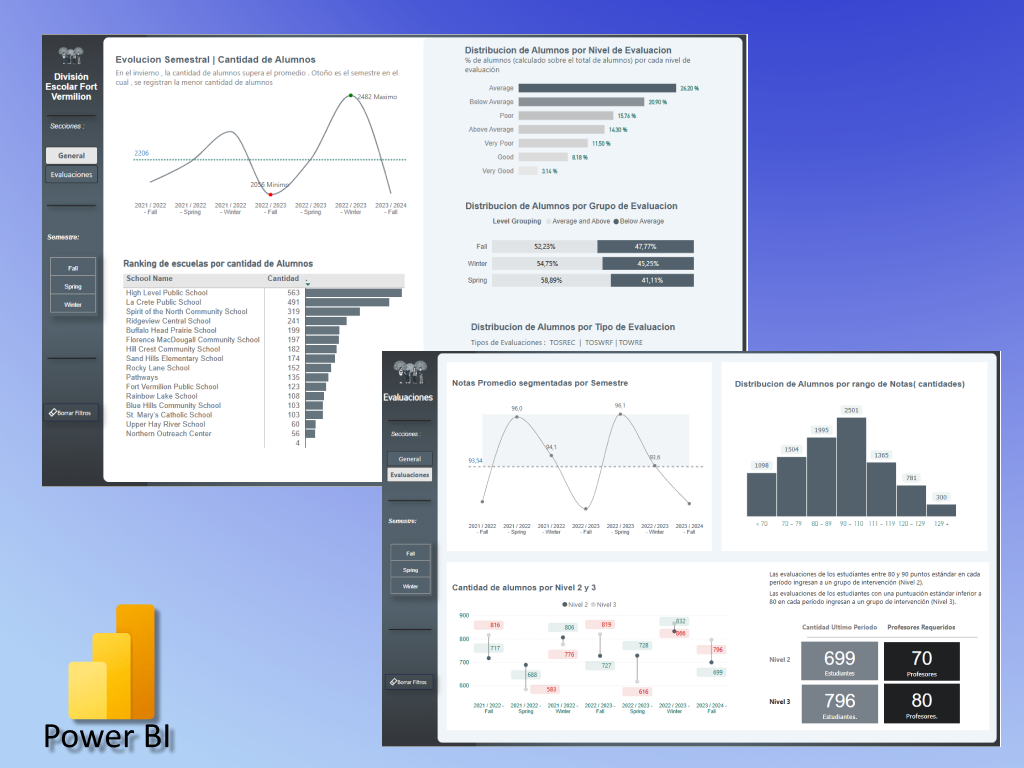 División
Escolar Fort
Vermilion
Secciones :
General
Evaluaciones
Semestre:
Fall
Spring
Winter
Borrar Filtros
Evolucion Semestral | Cantidad de Alumnos
En el invierno , la cantidad de alumnos supera el promedio . Otoño es el semestre en el
cual , se registran la menor cantidad de alumnos
2482 Maximo
2206
2056 Minimo
2021 / 2022 2021 / 2022 2021 / 2022 2022 / 2023 2022 / 2023 2022 / 2023 2023 / 2024
- Fall - Spring - Winter - Fall - Spring - Winter - Fall
Ranking de escuelas por cantidad de Alumnos
School Name Cantidad .
High Level Public School 563
La Crete Public School 491
Spirit of the North Community School 319
Ridgeview Central School 241
Buffalo Head Prairie School 199
Florence MacDougall Community School 197
Hill Crest Community School 182
Sand Hills Elementary School 174
Rocky Lane School 152
Pathways 135
Fort Vermilion Public School 123
Rainbow Lake School 108
Blue Hills Community School 103
St. Mary's Catholic School 103
Upper Hay River School 60
Northern Outreach Center 56
4
Distribucion de Alumnos por Nivel de Evaluacion
% de alumnos (calculado sobre el total de alumnos) por cada nivel de
evaluación
Average 26.20 %
Below Average 20.90 %
Poor 15.76 %
Above Average 14.30 %
Very Poor 11.50 %
Good 8.18 %
Very Good 3.14 %
Distribucion de Alumnos por Grupo de Evaluacion
Level Grouping Average and Above Below Average
Fall 52,23% 47,77%
Winter 54,75% 45,25%
Spring 58,89% 41,11%
Distribucion de Alumnos por Tipo de Evaluacion
Tipos de Evaluaciones : TOSREC | TOSWRF | TOWRE
Evaluaciones
Secciones :
General
Evaluaciones
Semestre:
Fall
Spring
Winter
Borrar Filtros
Notas Promedio segmentadas por Semestre
96,0 96,1
94,1
93,54 93,6
2021 / 2022 2021 / 2022 2021 / 2022 2022 / 2023 2022 / 2023 2022 / 2023 2023 / 2024
- Fall - Spring - Winter - Fall - Spring - Winter - Fall
Distribucion de Alumnos por rango de Notas( cantidades)
2501
1995
1504
1365
1098
781
300
< 70 70 - 79 80 - 89 90 - 110 111 - 119 120 - 129 129 +
Cantidad de alumnos por Nivel 2 y 3
Nivel 2 Nivel 3
900
800
700
600
816 717
688 583
806 776
819 727
728 616
832 866
796 699
2021 / 2022 - 2021 / 2022 - 2021 / 2022 - 2022 / 2023 - 2022 / 2023 - 2022 / 2023 - 2023 / 2024 -
Fall Spring Winter Fall Spring Winter Fall
Las evaluaciones de los estudiantes entre 80 y 90 puntos estándar en cada
período ingresan a un grupo de intervención (Nivel 2).
Las evaluaciones de los estudiantes con una puntuación estándar inferior a
80 en cada período ingresan a un grupo de intervención (Nivel 3).
Cantidad Ultimo Periodo Profesores Requeridos
Nivel 2 699 70
Estudiantes Profesores
Nivel 3 796 80
Estudiantes. Profesores.
Power BI